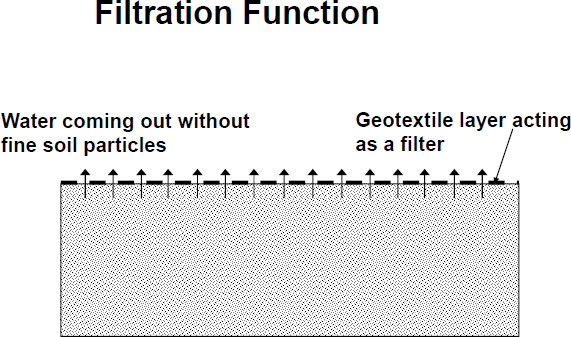 Filtration Function
Water coming out without
fine soil particles
Geotextile layer acting
as a filter